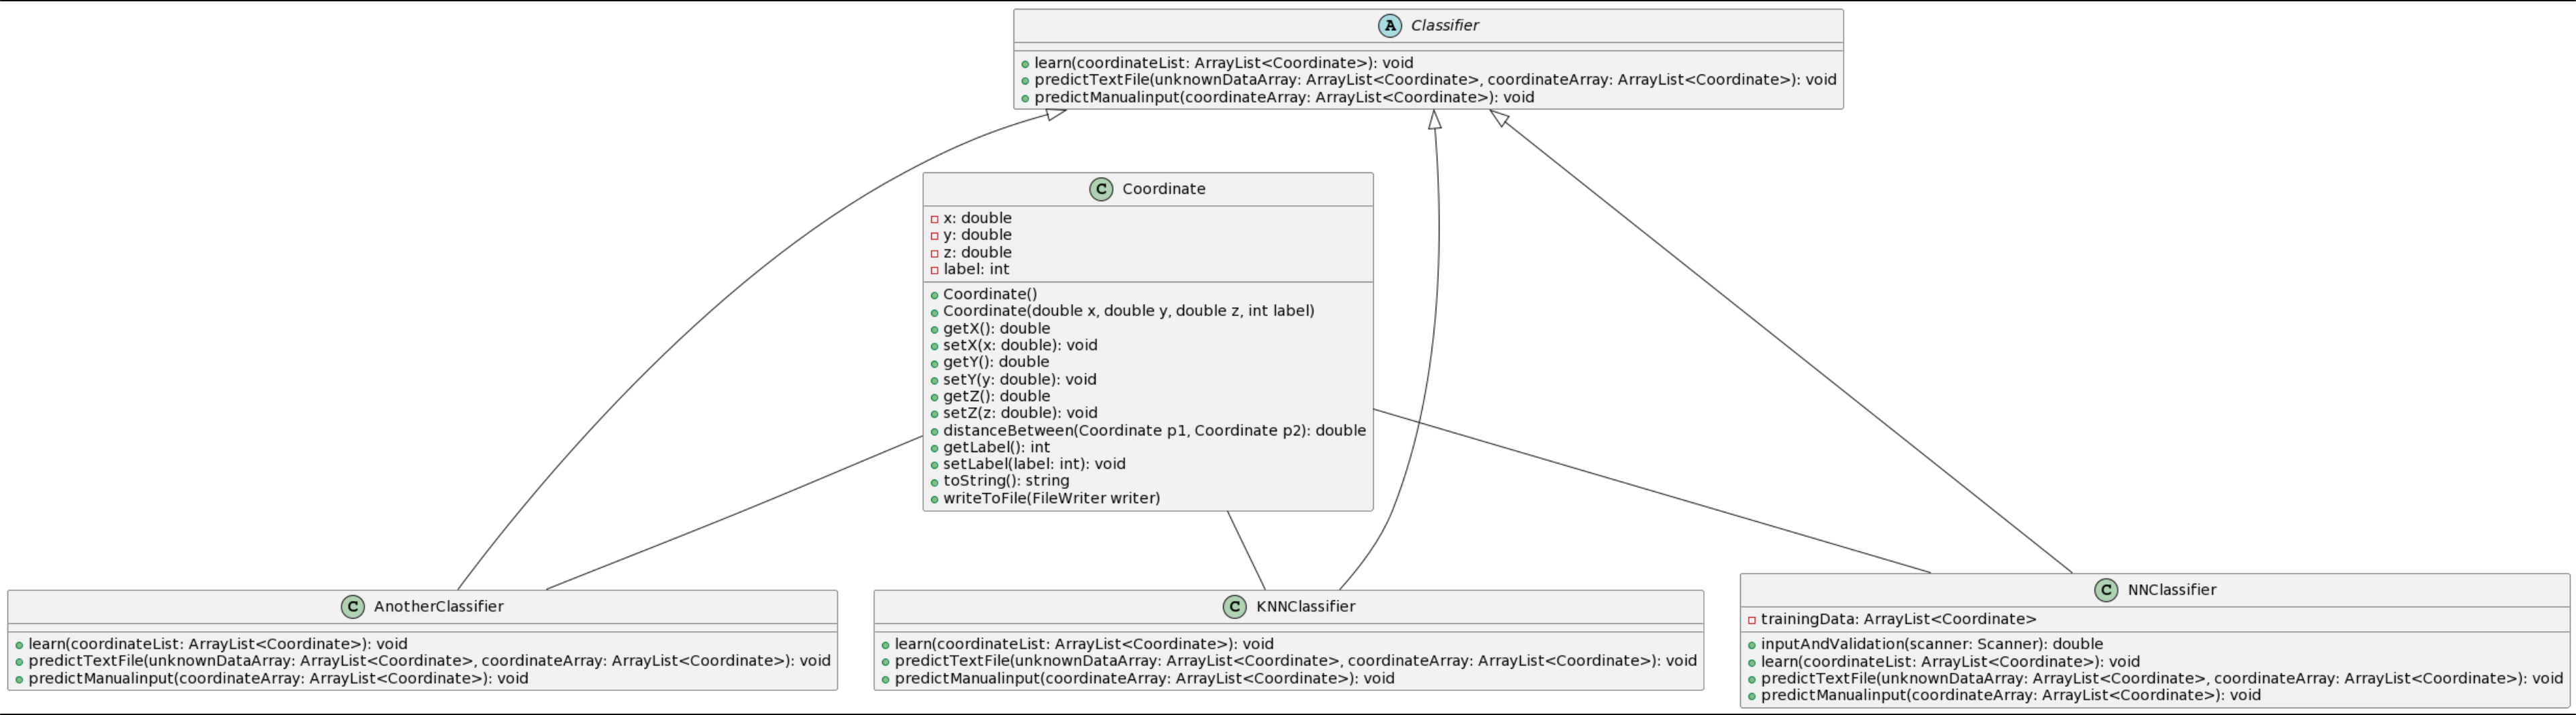 A Classifier
learn(coordinateList: ArrayList<Coordinate>): void
predictTextFile(unknownDataArray: ArrayList<Coordinate>, coordinateArray: ArrayList<Coordinate>): void
predictManualinput(coordinateArray: ArrayList<Coordinate>): void
C Coordinate
x: double
y: double
z: double
label: int
Coordinate()
Coordinate(double x, double y, double z, int label)
getX(): double
setX(x: double): void
getY(): double
setY(y: double): void
getZ(): double
setZ(z: double): void
distanceBetween(Coordinate p1, Coordinate p2): double
getLabel(): int
setLabel(label: int): void
toString(): string
writeToFile(FileWriter writer)
C AnotherClassifier
learn(coordinateList: ArrayList<Coordinate>): void
predictTextFile(unknownDataArray: ArrayList<Coordinate>, coordinateArray: ArrayList<Coordinate>): void
predictManualinput(coordinateArray: ArrayList<Coordinate>): void
C KNNClassifier
learn(coordinateList: ArrayList<Coordinate>): void
predictTextFile(unknownDataArray: ArrayList<Coordinate>, coordinateArray: ArrayList<Coordinate>): void
predictManualinput(coordinateArray: ArrayList<Coordinate>): void
C NNClassifier
trainingData: ArrayList<Coordinate>
inputAndValidation(scanner: Scanner): double
learn(coordinateList: ArrayList<Coordinate>): void
predictTextFile(unknownDataArray: ArrayList<Coordinate>, coordinateArray: ArrayList<Coordinate>): void
predictManualinput(coordinateArray: ArrayList<Coordinate>): void